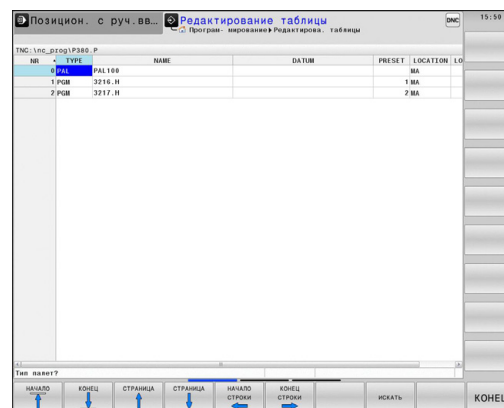 Позицион. с руч.вв… Редактирование таблицы DNC 15:50
Програм- мирование Редактирова. таблицы
TNC:\nc_prog\P380.P
NR TYPE NAME DATUM PRESET LOCATION LO
0 PAL PAL100 MA
1 PGM 3216.H 1 MA
2 PGM 3217.H 2 MA
Тип палет?
НАЧАЛО КОНЕЦ СТРАНИЦА СТРАНИЦА НАЧАЛО СТРОКИ КОНЕЦ СТРОКИ ИСКАТЬ КОНЕЦ